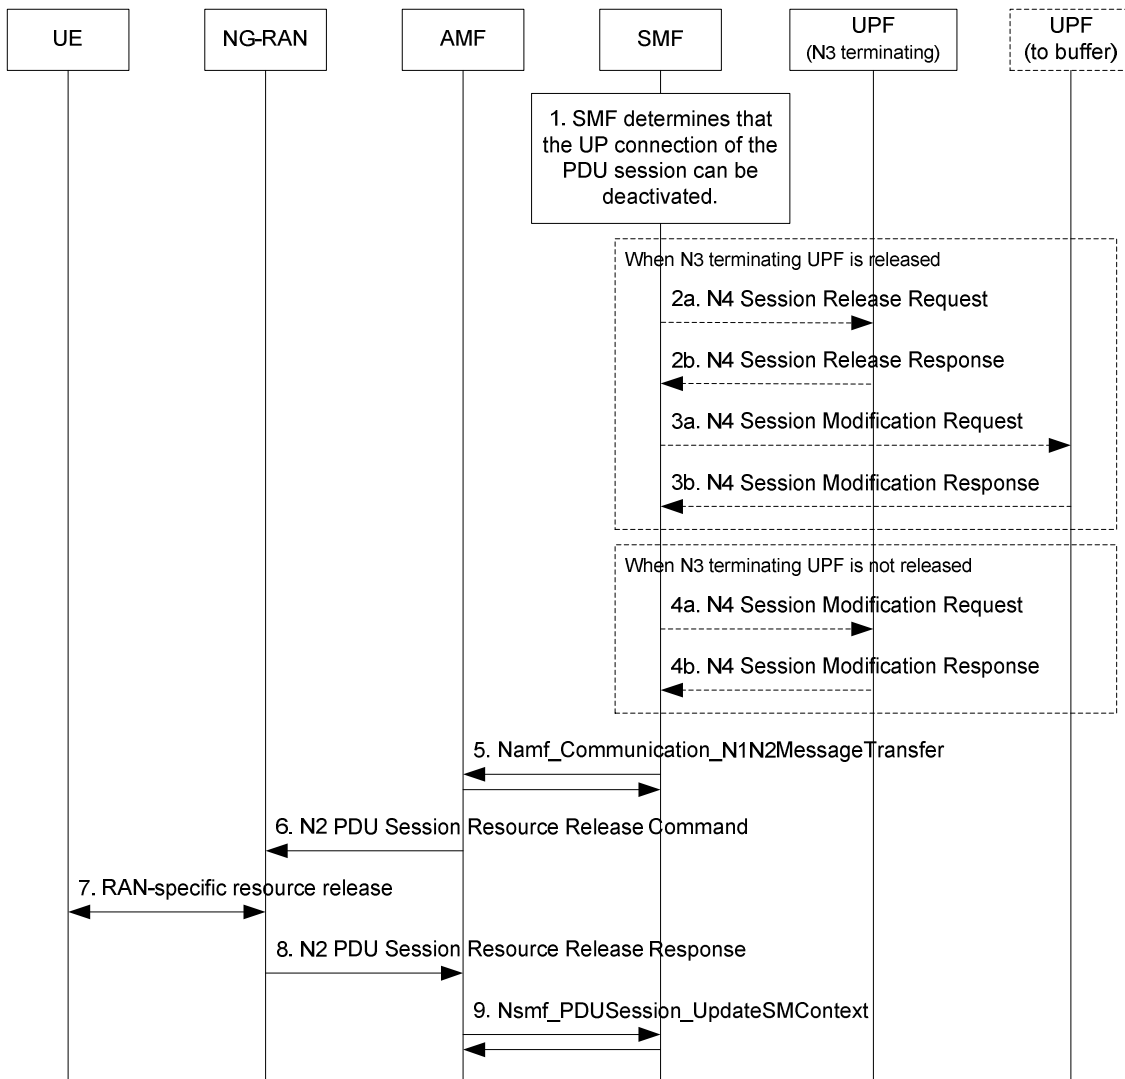 UE
NG-RAN
AMF
SMF
UPF
(N3 terminating)
UPF
(to buffer)
1. SMF determines that
the UP connection of the
PDU session can be
deactivated.
When N3 terminating UPF is released
2a. N4 Session Release Request
2b. N4 Session Release Response
3a. N4 Session Modification Request
3b. N4 Session Modification Response
When N3 terminating UPF is not released
4a. N4 Session Modification Request
4b. N4 Session Modification Response
5. Namf_Communication_N1N2MessageTransfer
6. N2 PDU Session Resource Release Command
7. RAN-specific resource release
8. N2 PDU Session Resource Release Response
9. Nsmf_PDUSession_UpdateSMContext